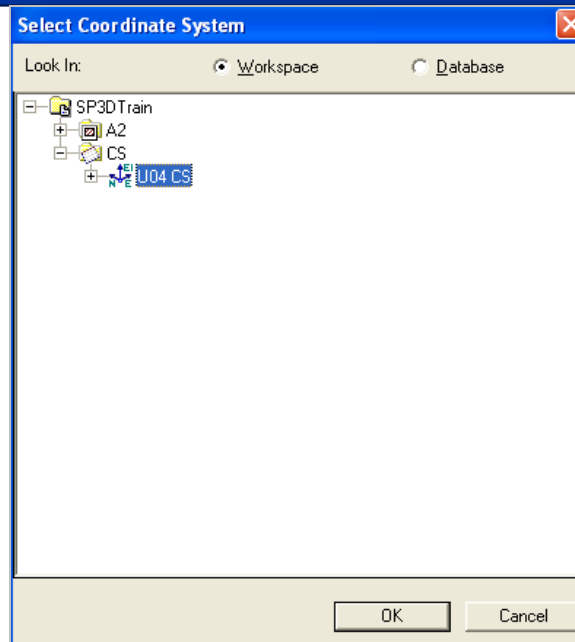 Select Coordinate System
Look In: Workspace Database
SP3DTrain
A2
CS
U04 CS
OK Cancel